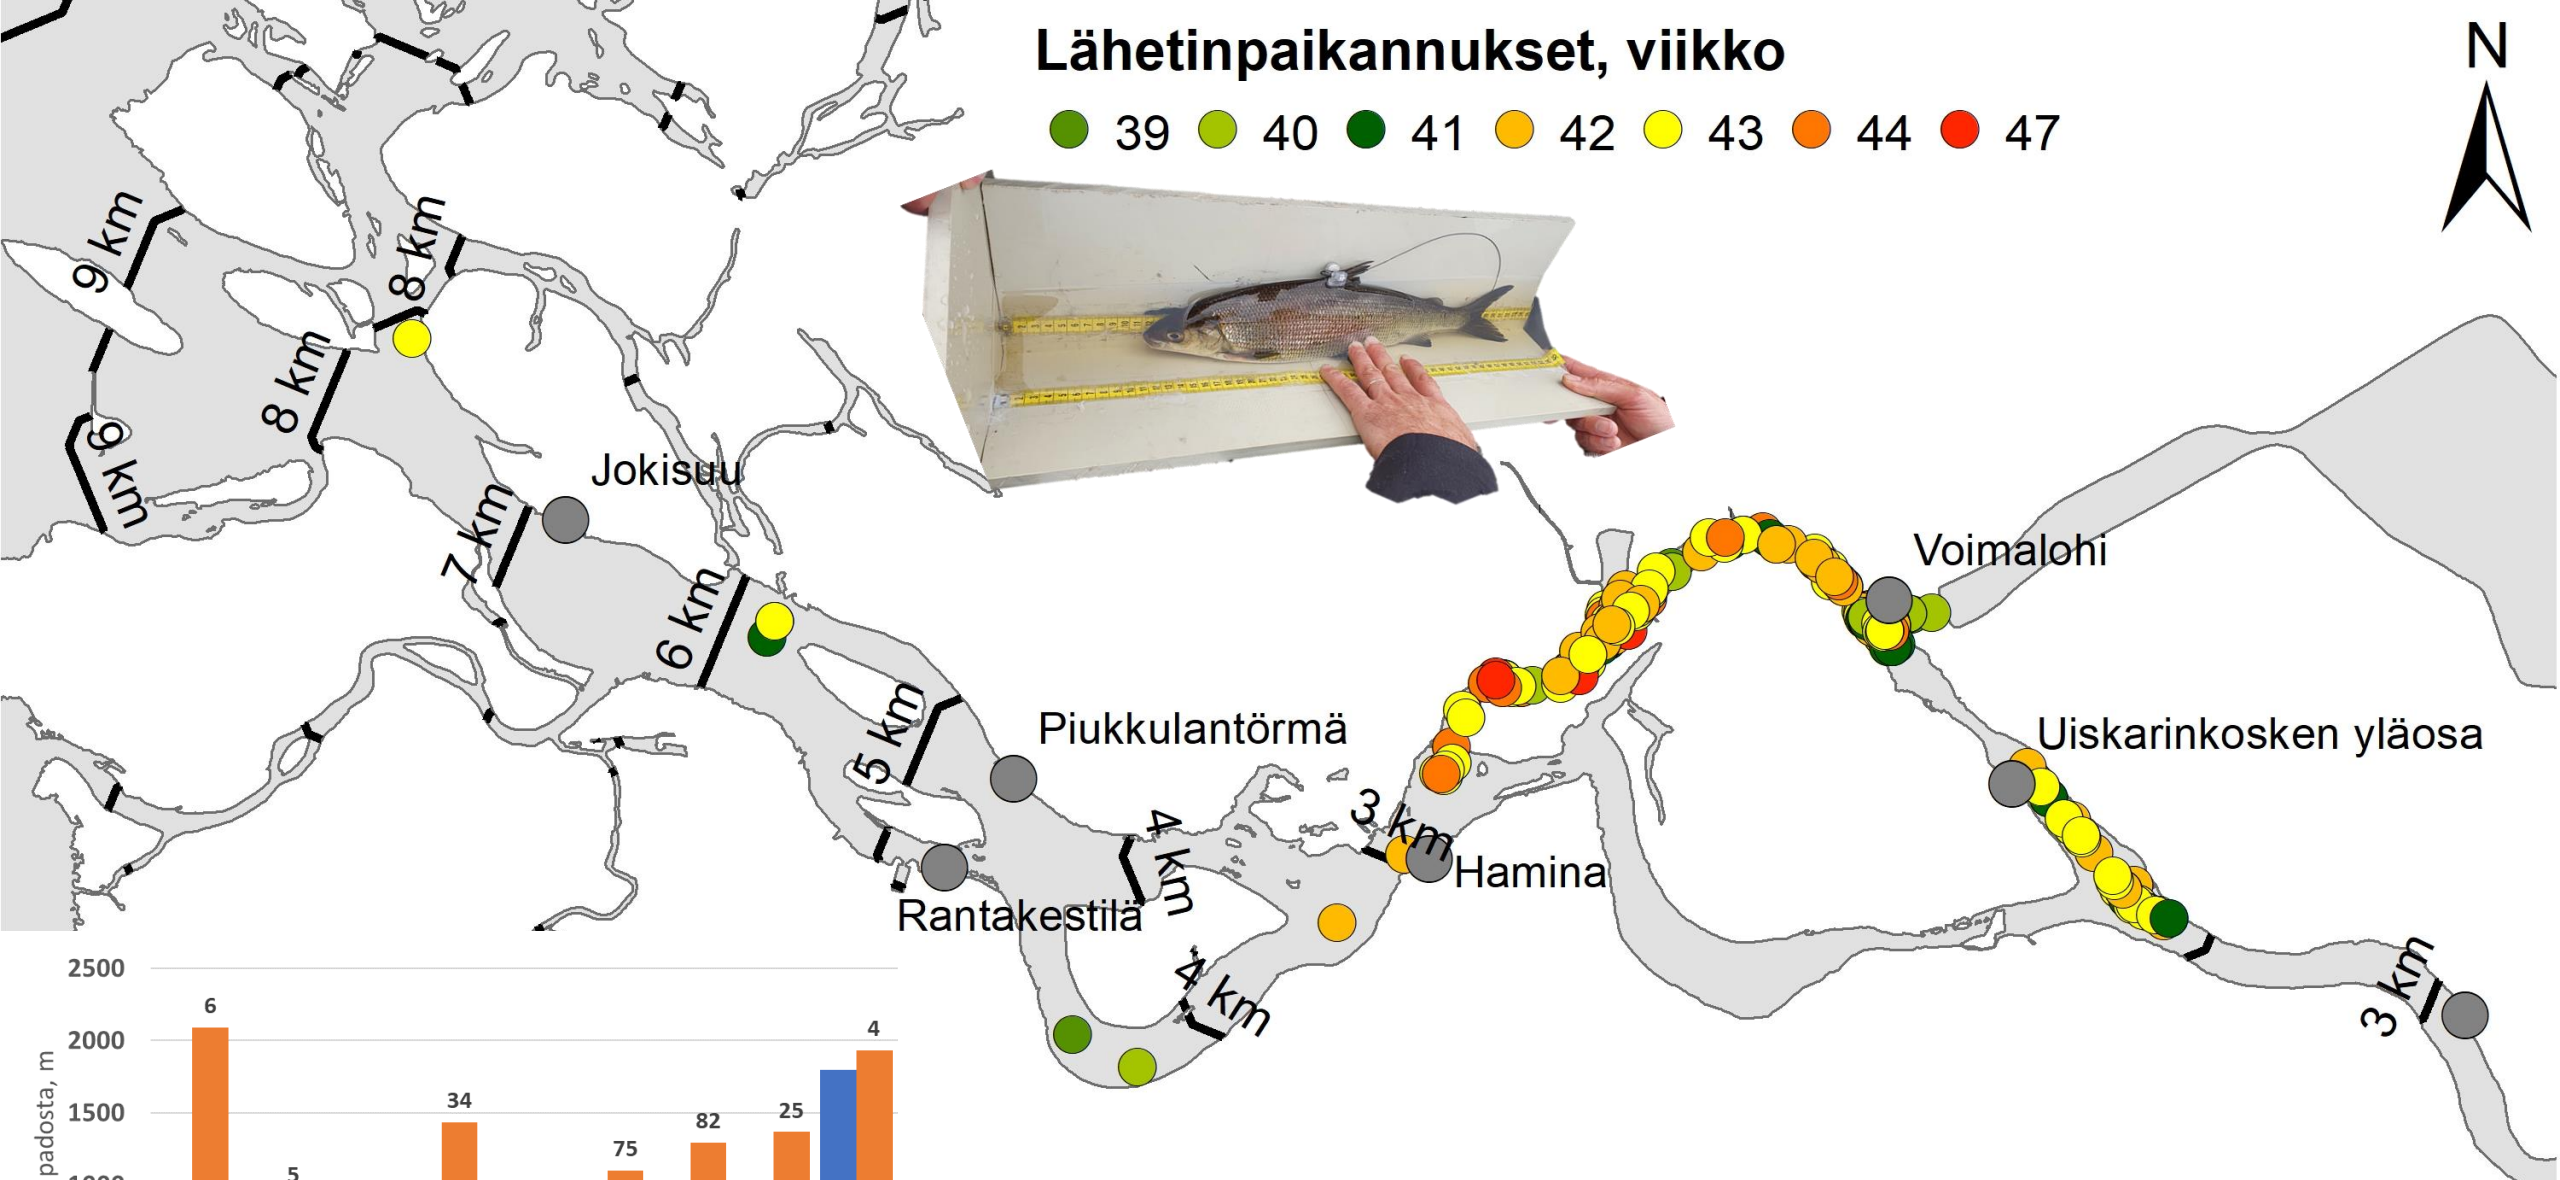 Lähetinpaikannukset, viikko
39 40 41 42 43 44 47
N
9 km
8 km
8 km
9 km
Jokisuu
7 km
6 km
5 km
Piukkulantörmä
Rantakestilä
4 km
4 km
3 km
Hamina
Voimalohi
Uiskarinkosken yläosa
3 km
padosta, m
2500
2000
1500
6
5
34
75
82
25
4